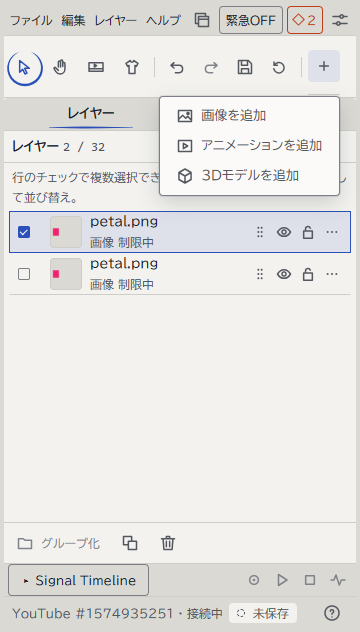 ファイル 編集 レイヤー ヘルプ 緊急OFF 2
レイヤー
画像を追加
アニメーションを追加
3Dモデルを追加
レイヤー 2 / 32
行のチェックで複数選択でき
て並び替え。
petal.png
画像 制限中
petal.png
画像 制限中
グループ化
Signal Timeline
YouTube #1574935251・接続中 未保存